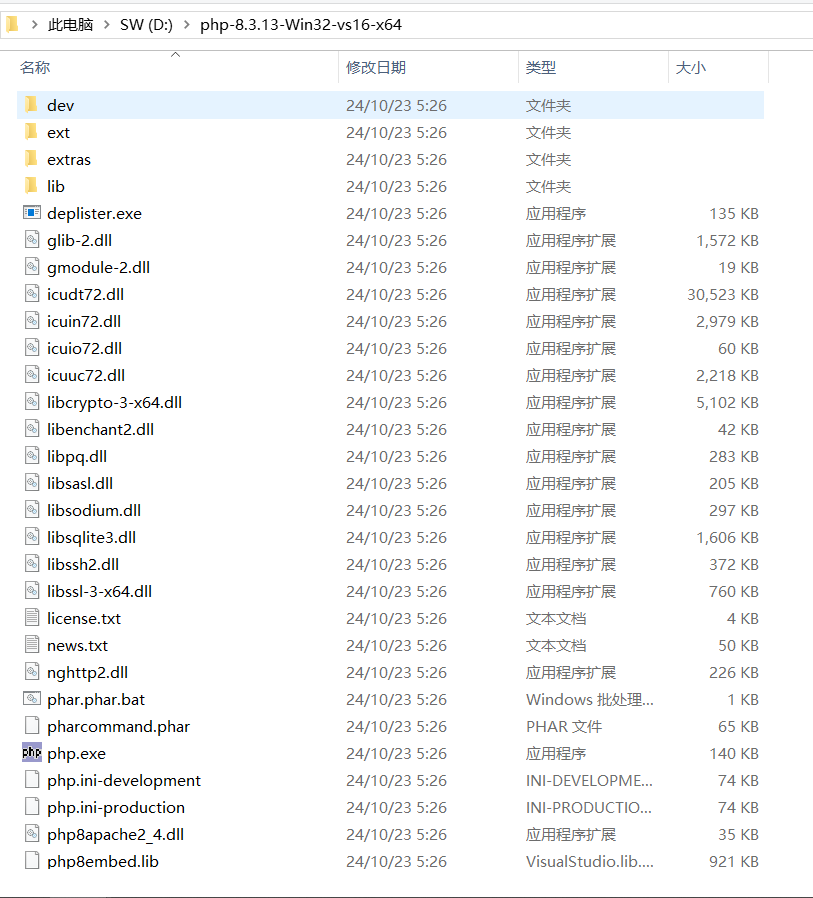 此电脑 > SW (D:) > php-8.3.13-Win32-vs16-x64
名称 修改日期 类型 大小
dev 24/10/23 5:26 文件夹
ext 24/10/23 5:26 文件夹
extras 24/10/23 5:26 文件夹
lib 24/10/23 5:26 文件夹
deplister.exe 24/10/23 5:26 应用程序 135 KB
glib-2.dll 24/10/23 5:26 应用程序扩展 1,572 KB
gmodule-2.dll 24/10/23 5:26 应用程序扩展 19 KB
icudt72.dll 24/10/23 5:26 应用程序扩展 30,523 KB
icuin72.dll 24/10/23 5:26 应用程序扩展 2,979 KB
icuio72.dll 24/10/23 5:26 应用程序扩展 60 KB
icuuc72.dll 24/10/23 5:26 应用程序扩展 2,218 KB
libcrypto-3-x64.dll 24/10/23 5:26 应用程序扩展 5,102 KB
libenchant2.dll 24/10/23 5:26 应用程序扩展 42 KB
libpq.dll 24/10/23 5:26 应用程序扩展 283 KB
libsasl.dll 24/10/23 5:26 应用程序扩展 205 KB
libsodium.dll 24/10/23 5:26 应用程序扩展 297 KB
libsqlite3.dll 24/10/23 5:26 应用程序扩展 1,606 KB
libssh2.dll 24/10/23 5:26 应用程序扩展 372 KB
libssl-3-x64.dll 24/10/23 5:26 应用程序扩展 760 KB
license.txt 24/10/23 5:26 文本文档 4 KB
news.txt 24/10/23 5:26 文本文档 50 KB
nghttp2.dll 24/10/23 5:26 应用程序扩展 226 KB
phar.phar.bat 24/10/23 5:26 Windows 批处理... 1 KB
pharcommand.phar 24/10/23 5:26 PHAR 文件 65 KB
php php.exe 24/10/23 5:26 应用程序 140 KB
php.ini-development 24/10/23 5:26 INI-DEVELOPME... 74 KB
php.ini-production 24/10/23 5:26 INI-PRODUCTIO... 74 KB
php8apache2_4.dll 24/10/23 5:26 应用程序扩展 35 KB
php8embed.lib 24/10/23 5:26 VisualStudio.lib.... 921 KB